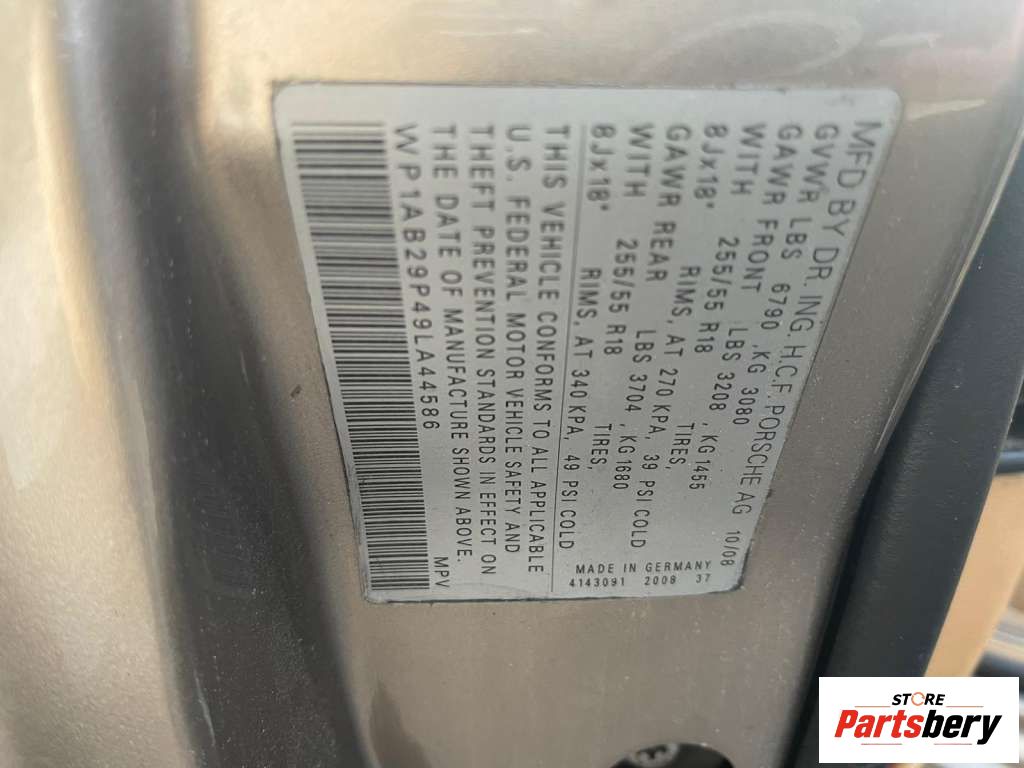 MFD BY DR. ING. H.C.F. PORSCHE AG 10/08
GVWR LBS 6790 ,KG 3080
GAWR FRONT LBS 3208 , KG1455
WITH 255/55 R18 TIRES,
8Jx18" RIMS, AT 270 KPA, 39 PSI COLD
GAWR REAR LBS 3704 , KG1680
WITH 255/55 R18 TIRES,
8Jx18" RIMS, AT 340 KPA, 49 PSI COLD
THIS VEHICLE CONFORMS TO ALL APPLICABLE
U.S. FEDERAL MOTOR VEHICLE SAFETY AND
THEFT PREVENTION STANDARDS IN EFFECT ON
THE DATE OF MANUFACTURE SHOWN ABOVE.
WP1AB29P49LA44586 MPV
MADE IN GERMANY
4143091 2008 37
STORE
Partsbery